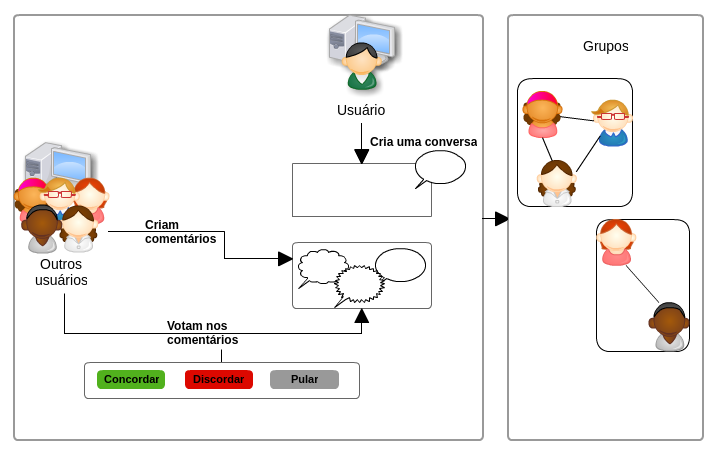 Grupos
Usuário
Cria uma conversa
Criam
comentários
Outros
usuários
Votam nos
comentários
Concordar
Discordar
Pular